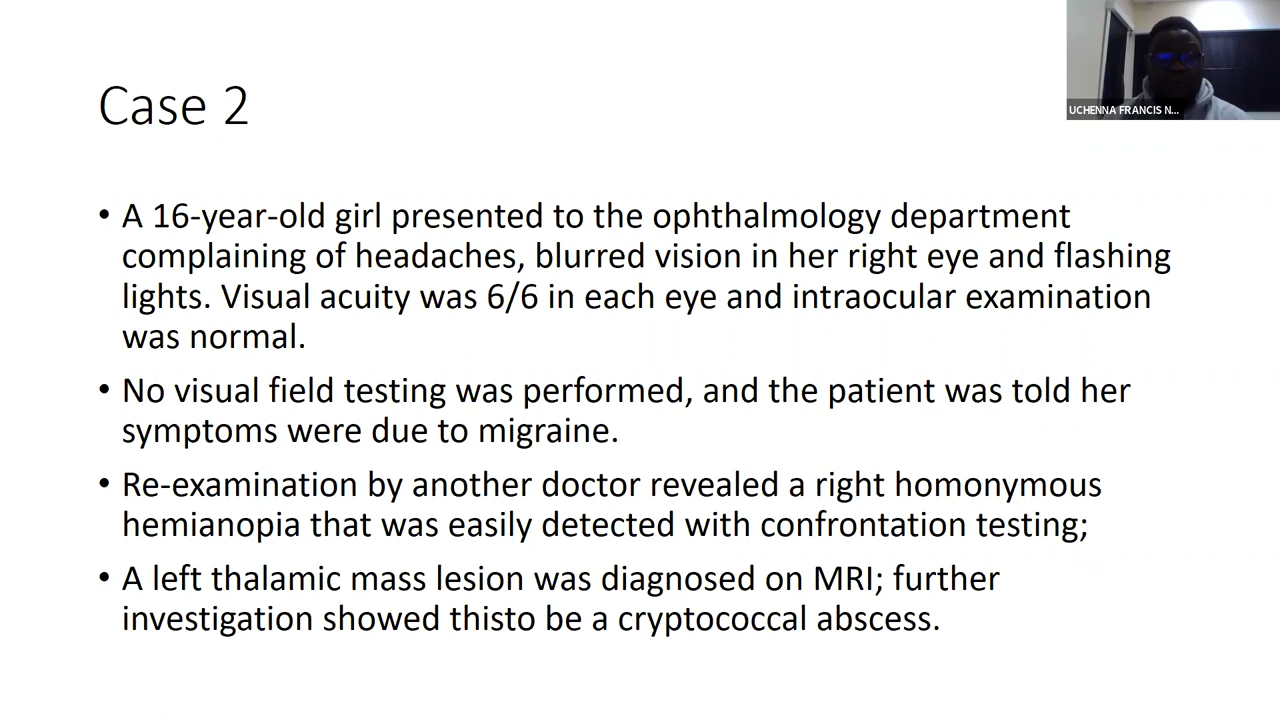 Case 2
UCHENNA FRANCIS N...
• A 16-year-old girl presented to the ophthalmology department
complaining of headaches, blurred vision in her right eye and flashing
lights. Visual acuity was 6/6 in each eye and intraocular examination
was normal.
• No visual field testing was performed, and the patient was told her
symptoms were due to migraine.
• Re-examination by another doctor revealed a right homonymous
hemianopia that was easily detected with confrontation testing;
• A left thalamic mass lesion was diagnosed on MRI; further
investigation showed thisto be a cryptococcal abscess.